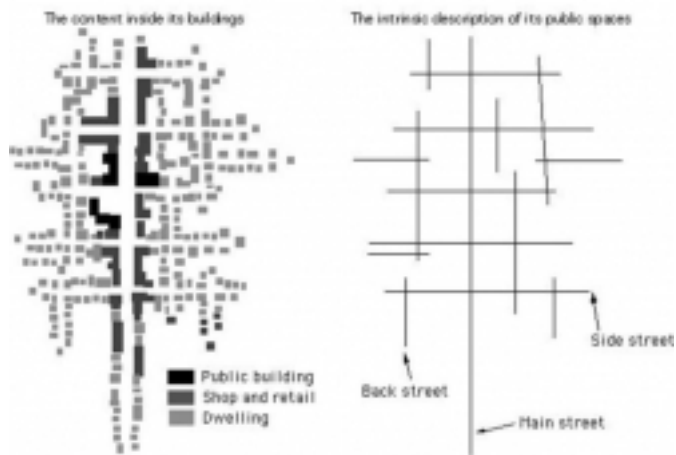 The content inside its buildings
The intrinsic description of its public spaces
Public building
Shop and retail
Dwelling
Side street
Back street
Main street